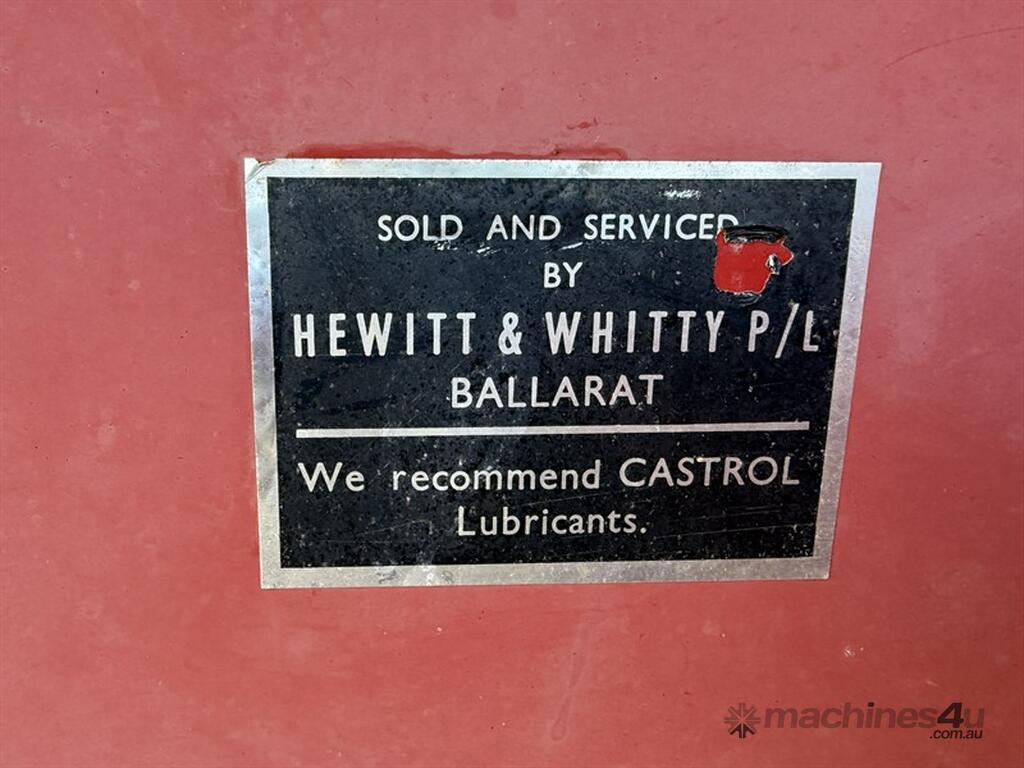 SOLD AND SERVICED
BY
HEWITT & WHITTY P/L
BALLARAT
We recommend CASTROL
Lubricants.
machines4u
.com.au